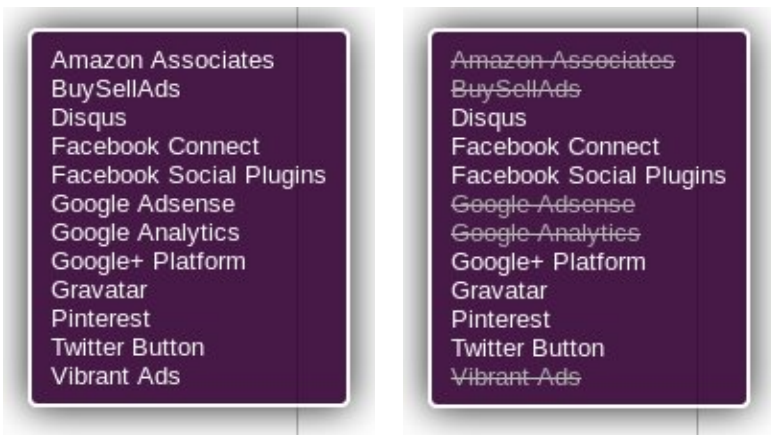 Amazon Associates
BuySellAds
Disqus
Facebook Connect
Facebook Social Plugins
Google Adsense
Google Analytics
Google+ Platform
Gravatar
Pinterest
Twitter Button
Vibrant Ads
Amazon Associates
BuySellAds
Disqus
Facebook Connect
Facebook Social Plugins
Google Adsense
Google Analytics
Google+ Platform
Gravatar
Pinterest
Twitter Button
Vibrant Ads